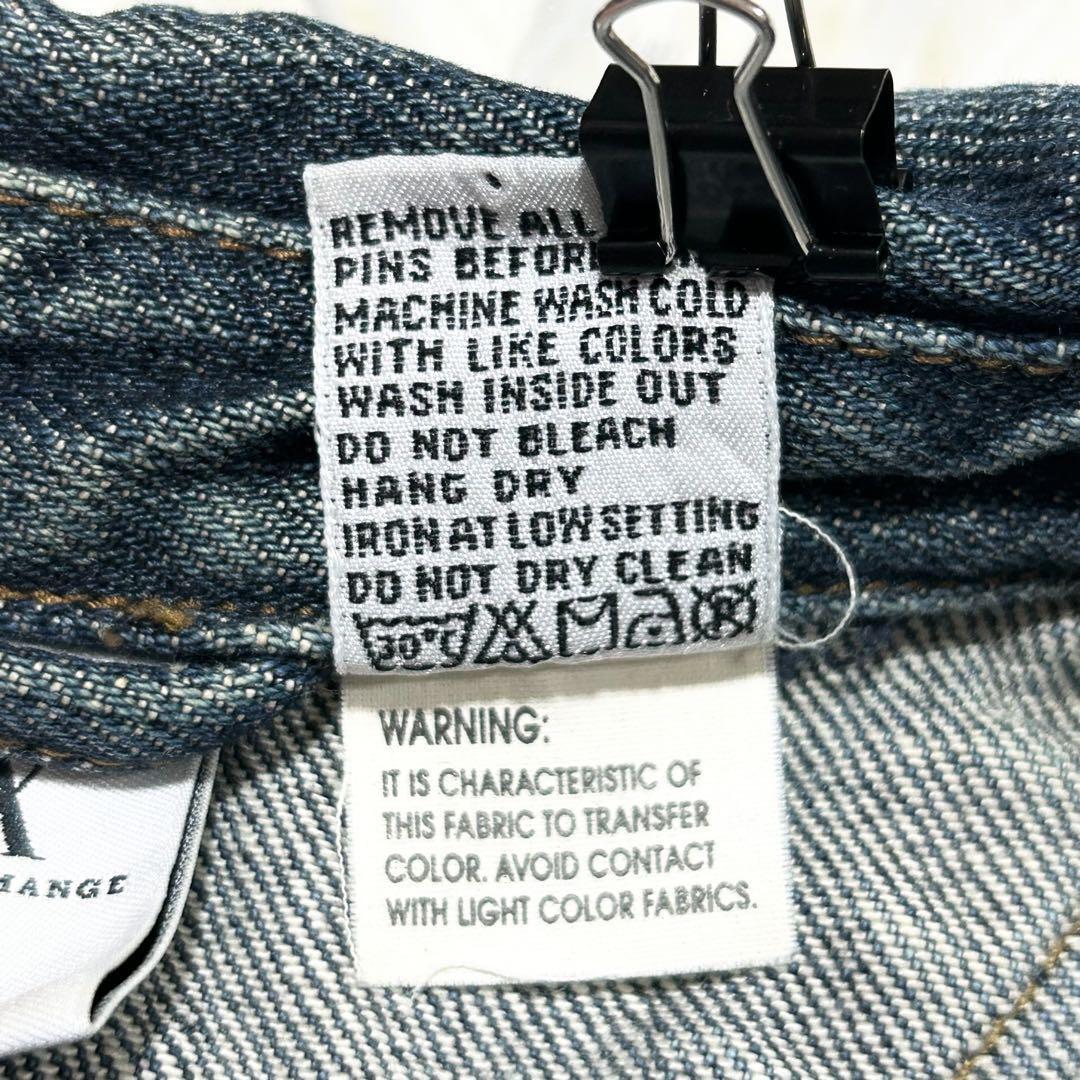 REMOVE ALL
PINS BEFORE
MACHINE WASH COLD
WITH LIKE COLORS
WASH INSIDE OUT
DO NOT BLEACH
HANG DRY
IRON AT LOW SETTING
DO NOT DRY CLEAN
30°C
WARNING:
IT IS CHARACTERISTIC OF
THIS FABRIC TO TRANSFER
COLOR. AVOID CONTACT
WITH LIGHT COLOR FABRICS.
X
HANGE